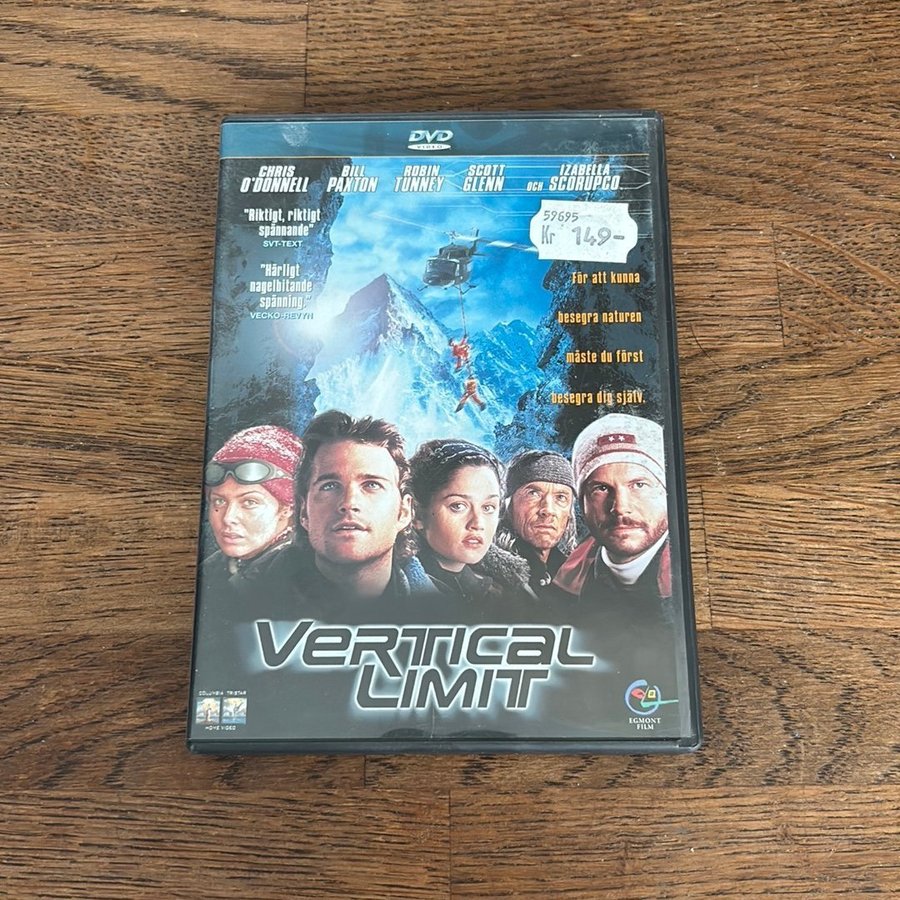 DVD
VIDEO
CHRIS O'DONNELL
BILL PAXTON
ROBIN TUNNEY
SCOTT GLENN
OCH IZABELLA SCORUPCO
"Riktigt, riktigt
spännande"
SVT-TEXT
"Härligt
nagelbitande
spänning."
VECKO-REVYN
59695
Kr 149-
För att kunna
besegra naturen
måste du först
besegra dig själv.
VERTICAL
LIMIT
COLUMBIA TRISTAR
HOME VIDEO
EGMONT
FILM